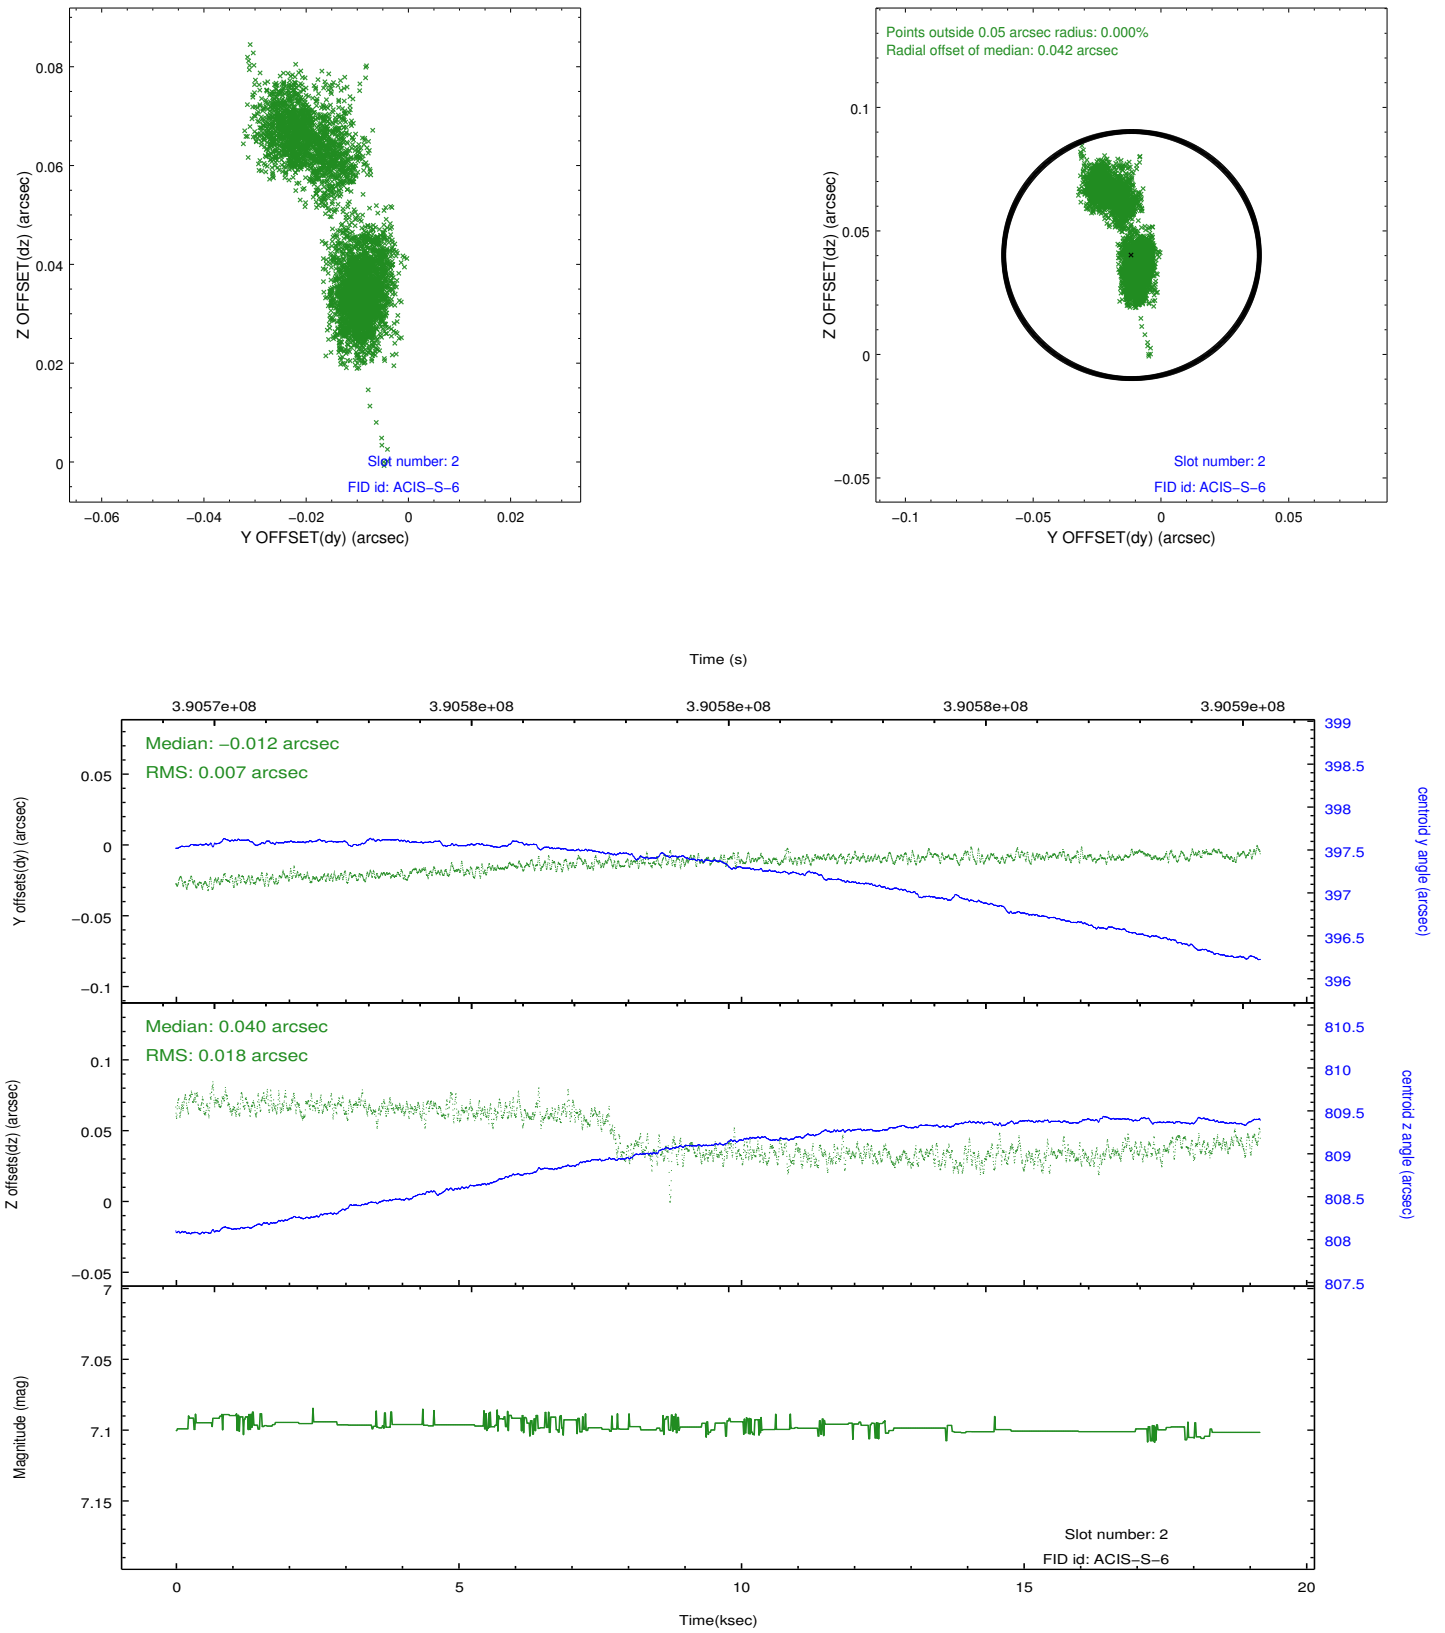 0.08
0.06
0.04
0.02
0
Z OFFSET(dz) (arcsec)
Slot number: 2
FID id: ACIS−S−6
−0.06
−0.04
−0.02
0
0.02
Y OFFSET(dy) (arcsec)
Points outside 0.05 arcsec radius: 0.000%
Radial offset of median: 0.042 arcsec
0.1
0.05
0
−0.05
Z OFFSET(dz) (arcsec)
Slot number: 2
FID id: ACIS−S−6
−0.1
−0.05
0
0.05
Y OFFSET(dy) (arcsec)
Time (s)
3.9057e+08
3.9058e+08
3.9058e+08
3.9058e+08
3.9059e+08
Median: −0.012 arcsec
RMS: 0.007 arcsec
0.05
0
−0.05
−0.1
Y offsets(dy) (arcsec)
399
398.5
398
397.5
397
396.5
396
centroid y angle (arcsec)
Median: 0.040 arcsec
RMS: 0.018 arcsec
0.1
0.05
0
−0.05
Z offsets(dz) (arcsec)
810.5
810
809.5
809
808.5
808
807.5
centroid z angle (arcsec)
7
7.05
7.1
7.15
Magnitude (mag)
Slot number: 2
FID id: ACIS−S−6
0
5
10
15
20
Time(ksec)